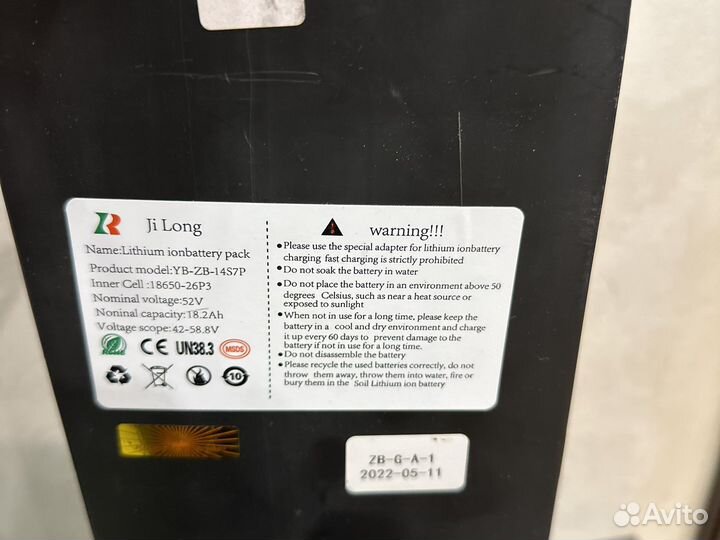 Ji Long
Name:Lithium ionbattery pack
Product model:YB-ZB-14S7P
Inner Cell :18650-26P3
Nominal voltage:52V
Noninal capacity:18.2Ah
Voltage scope:42-58.8V
CE UN38.3 MSDS
10
warning!!!
•Please use the special adapter for lithium ionbattery
charging fast charging is strictly prohibited
•Do not soak the battery in water
•Do not place the battery in an environment above 50
degrees Celsius, such as near a heat source or
exposed to sunlight
•When not in use for a long time, please keep the
battery in a cool and dry environment and charge
it up every 60 days to prevent damage to the
battery if not in use for a long time.
•Do not disassemble the battery
•Please recycle the used batteries correctly, do not
throw them away, throw them into water, fire or
bury them in the Soil Lithium ion battery
ZB-G-A-1
2022-05-11
Avito